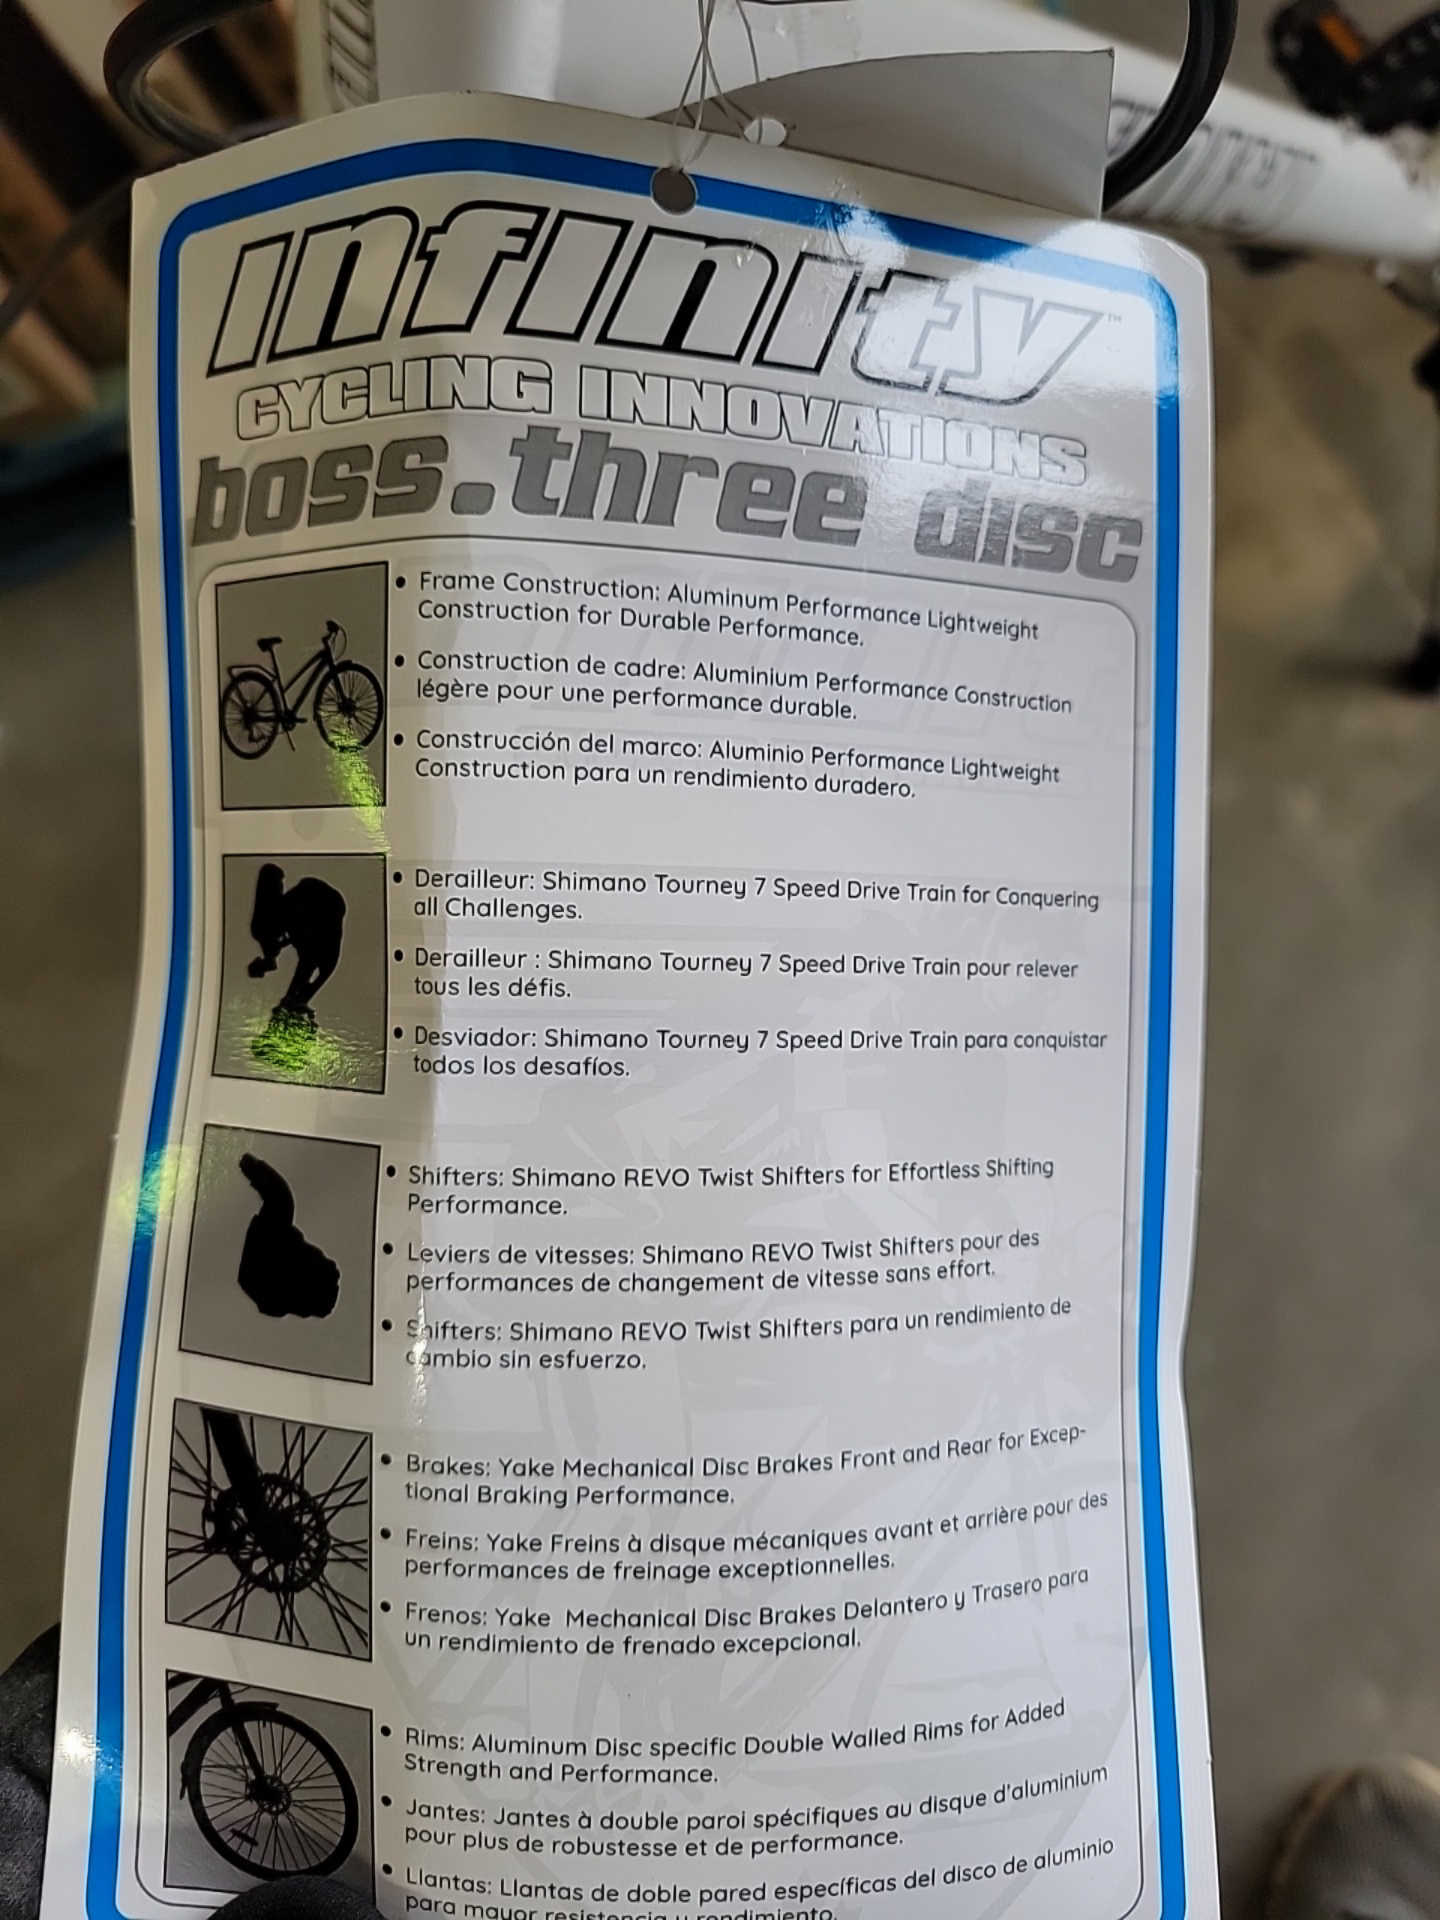 infinity™
CYCLING INNOVATIONS
boss.three disc
• Frame Construction: Aluminum Performance Lightweight
Construction for Durable Performance.
• Construction de cadre: Aluminium Performance Construction
légère pour une performance durable.
• Construcción del marco: Aluminio Performance Lightweight
Construction para un rendimiento duradero.
• Derailleur: Shimano Tourney 7 Speed Drive Train for Conquering
all Challenges.
• Derailleur : Shimano Tourney 7 Speed Drive Train pour relever
tous les défis.
• Desviador: Shimano Tourney 7 Speed Drive Train para conquistar
todos los desafíos.
• Shifters: Shimano REVO Twist Shifters for Effortless Shifting
Performance.
• Leviers de vitesses: Shimano REVO Twist Shifters pour des
performances de changement de vitesse sans effort.
• Shifters: Shimano REVO Twist Shifters para un rendimiento de
cambio sin esfuerzo.
• Brakes: Yake Mechanical Disc Brakes Front and Rear for Excep-
tional Braking Performance.
• Freins: Yake Freins à disque mécaniques avant et arrière pour des
performances de freinage exceptionnelles.
• Frenos: Yake Mechanical Disc Brakes Delantero y Trasero para
un rendimiento de frenado excepcional.
• Rims: Aluminum Disc specific Double Walled Rims for Added
Strength and Performance.
• Jantes: Jantes à double paroi spécifiques au disque d'aluminium
pour plus de robustesse et de performance.
• Llantas: Llantas de doble pared específicas del disco de aluminio
para mayor resistencia y rendimiento.